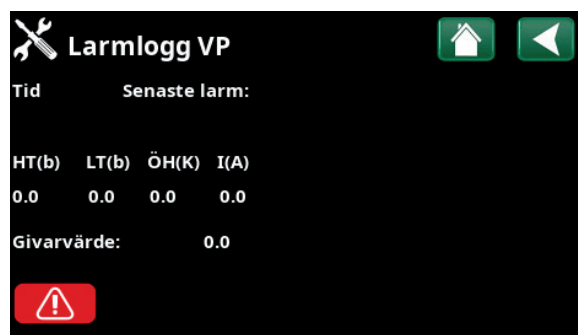 Larmlogg VP
Tid Senaste larm:
HT(b) LT(b) ÖH(K) I(A)
0.0 0.0 0.0 0.0
Givarvärde: 0.0